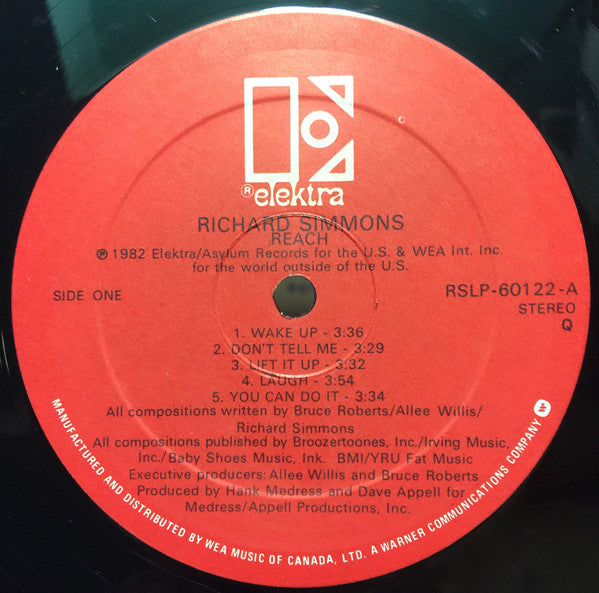 ® elektra
RICHARD SIMMONS
REACH
℗ 1982 Elektra/Asylum Records for the U.S. & WEA Int. Inc.
for the world outside of the U.S.
SIDE ONE
RSLP-60122-A
STEREO
Q
1. WAKE UP - 3:36
2. DON'T TELL ME - 3:29
3. LIFT IT UP - 3:32
4. LAUGH - 3:54
5. YOU CAN DO IT - 3:34
All compositions written by Bruce Roberts/Allee Willis/
Richard Simmons
All compositions published by Broozertoones, Inc./Irving Music,
Inc./Baby Shoes Music, Ink. BMI/YRU Fat Music
Executive producers: Allee Willis and Bruce Roberts
Produced by Hank Medress and Dave Appell for
Medress/Appell Productions, Inc.
MANUFACTURED AND DISTRIBUTED BY WEA MUSIC OF CANADA, LTD. A WARNER COMMUNICATIONS COMPANY